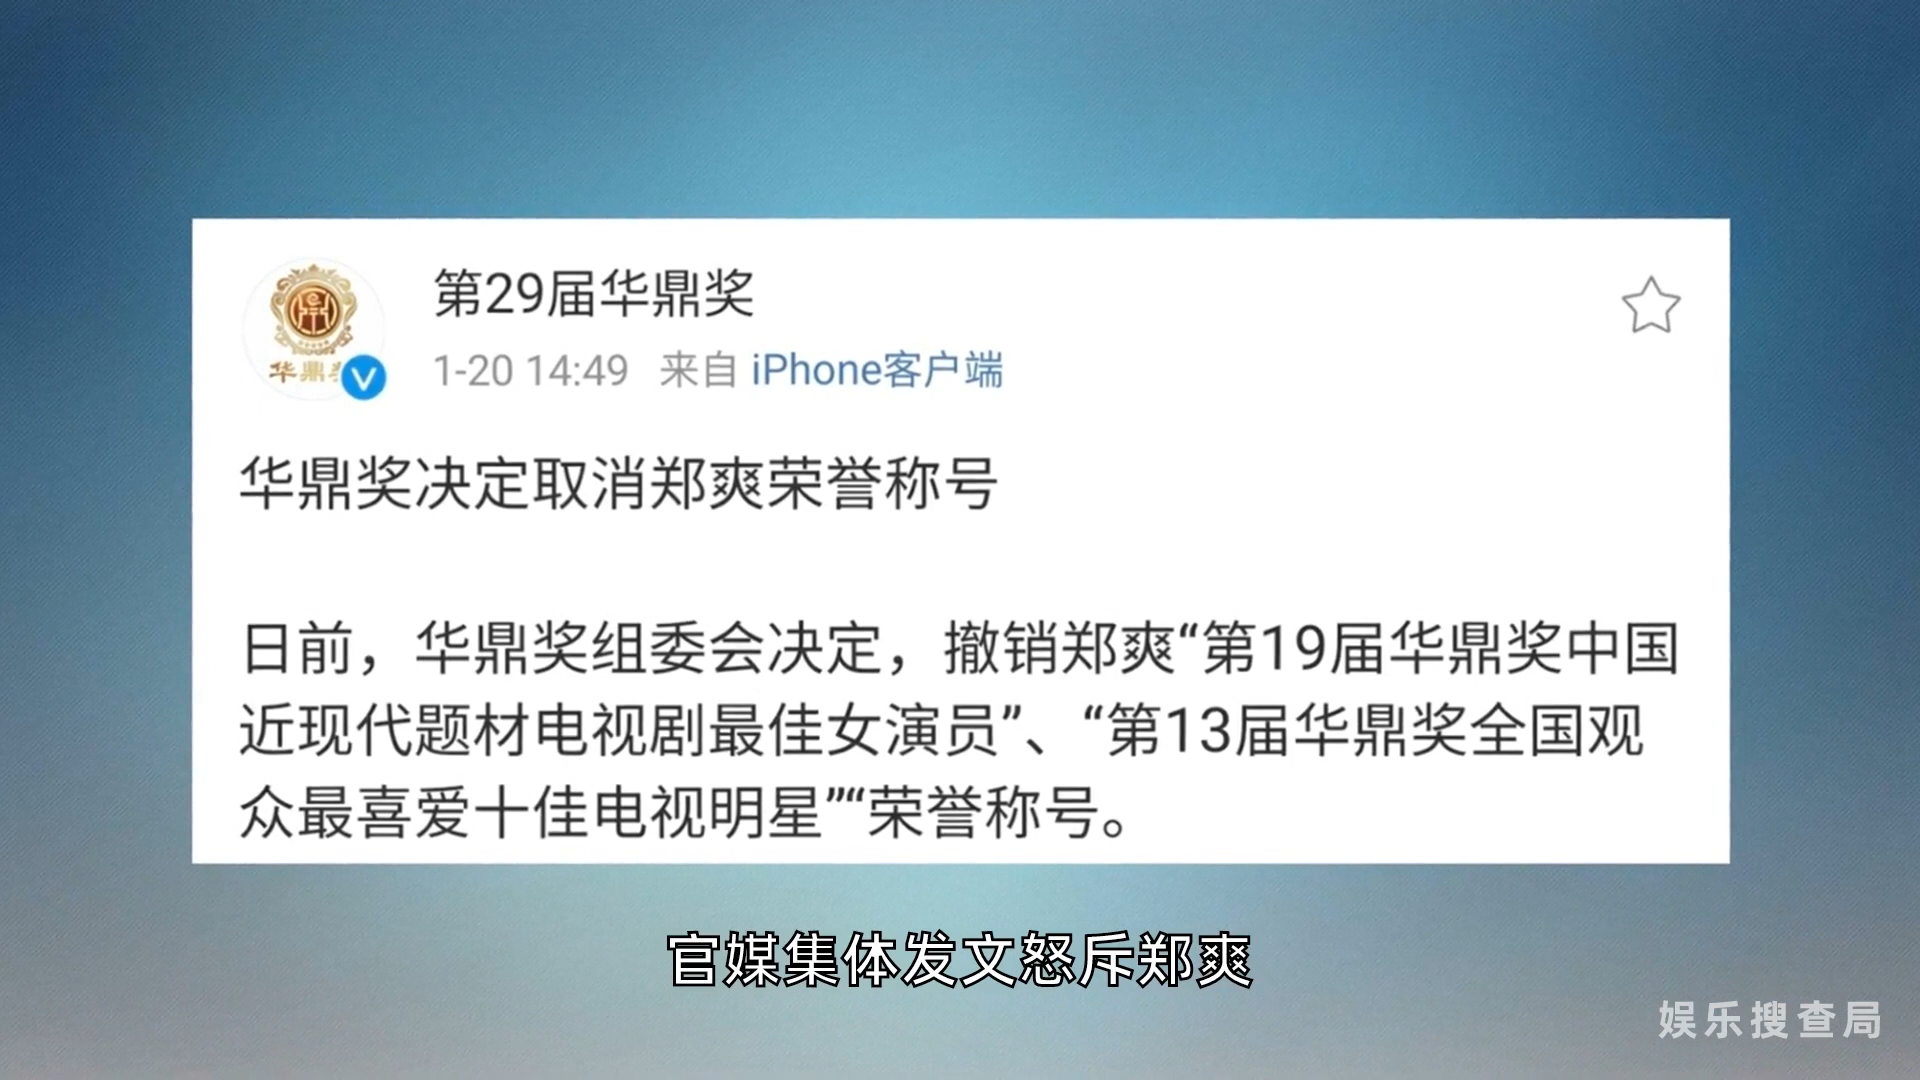 第29届华鼎奖
1-20 14:49 来自 iPhone客户端
华鼎奖决定取消郑爽荣誉称号
日前，华鼎奖组委会决定，撤销郑爽“第19届华鼎奖中国
近现代题材电视剧最佳女演员”、“第13届华鼎奖全国观
众最喜爱十佳电视明星”“荣誉称号。
官媒集体发文怒斥郑爽
娱乐搜查局